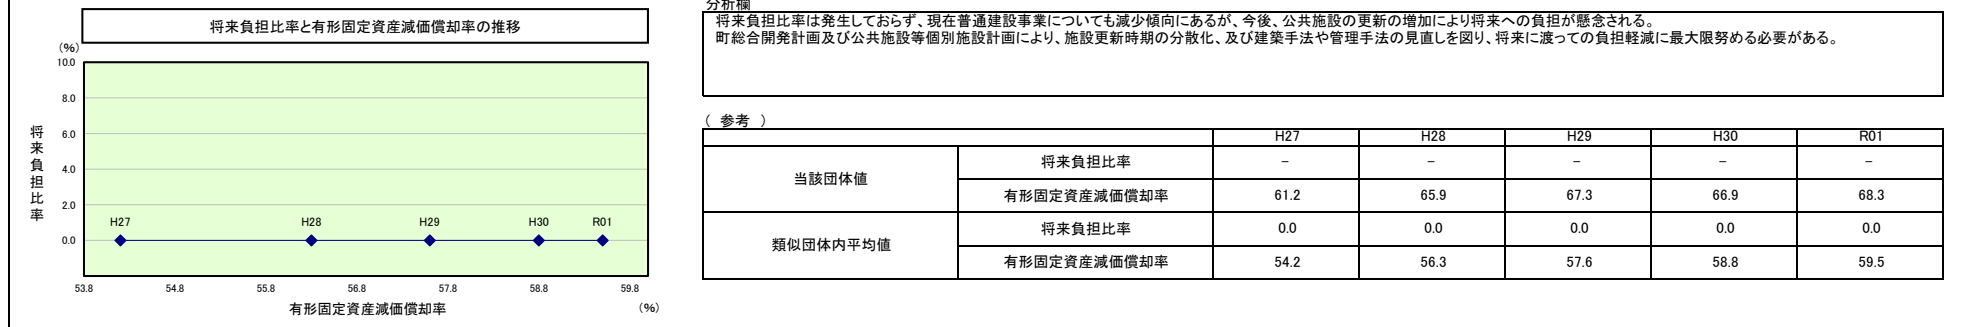 将来負担比率と有形固定資産減価償却率の推移
(%)
10.0
8.0
6.0
4.0
2.0
0.0
将来負担比率
H27 H28 H29 H30 R01
53.8 54.8 55.8 56.8 57.8 58.8 59.8
有形固定資産減価償却率 (%)
分析欄
将来負担比率は発生しておらず、現在普通建設事業についても減少傾向にあるが、今後、公共施設の更新の増加により将来への負担が懸念される。
町総合開発計画及び公共施設等個別施設計画により、施設更新時期の分散化、及び建築手法や管理手法の見直しを図り、将来に渡っての負担軽減に最大限努める必要がある。
( 参考 )
H27 H28 H29 H30 R01
当該団体値
将来負担比率 － － － － －
有形固定資産減価償却率 61.2 65.9 67.3 66.9 68.3
類似団体内平均値
将来負担比率 0.0 0.0 0.0 0.0 0.0
有形固定資産減価償却率 54.2 56.3 57.6 58.8 59.5